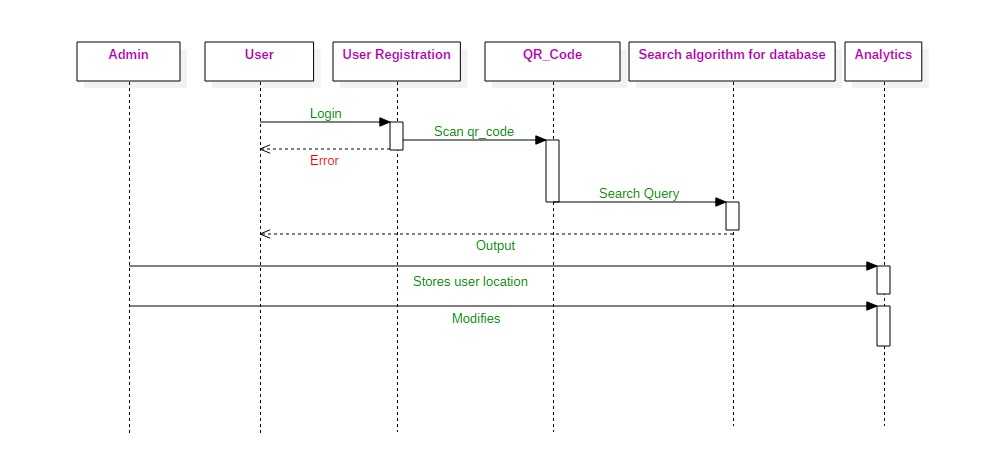 Admin
User
User Registration
QR_Code
Search algorithm for database
Analytics
Login
Scan qr_code
Error
Search Query
Output
Stores user location
Modifies